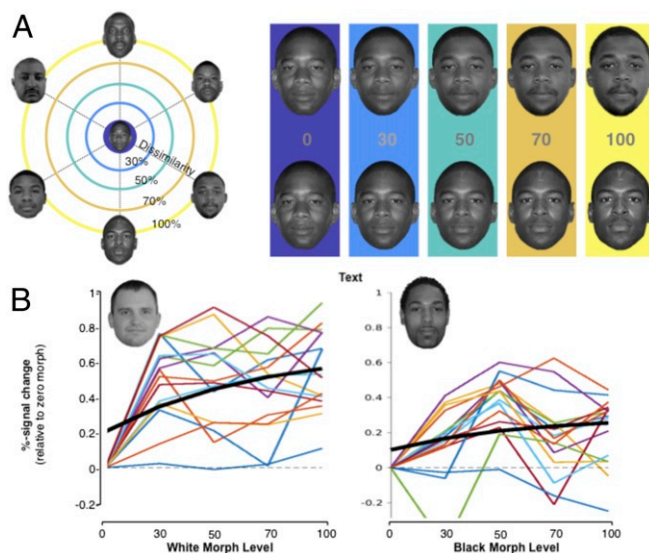 A
Dissimilarity
30%
50%
70%
100%
0 30 50 70 100
Text
B
%-signal change
(relative to zero morph)
1
0.8
0.6
0.4
0.2
0
-0.2
0 30 50 70 100
White Morph Level
1
0.8
0.6
0.4
0.2
0
-0.2
0 30 50 70 100
Black Morph Level